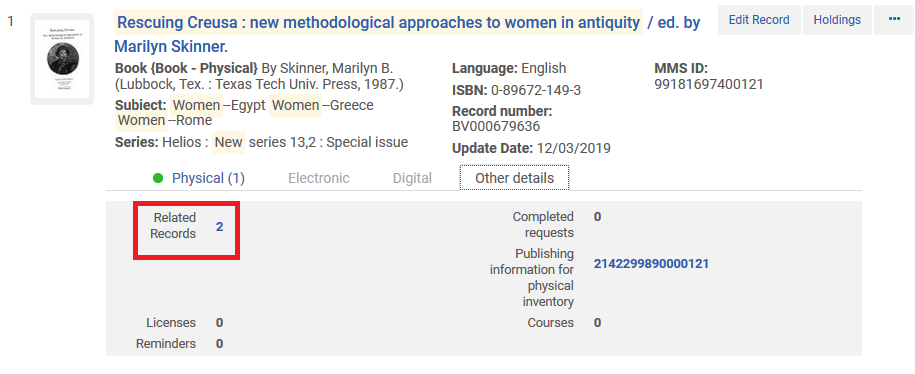 1
Rescuing Creusa
Rescuing Creusa : new methodological approaches to women in antiquity / ed. by
Marilyn Skinner.
Edit Record
Holdings
•••
Book {Book - Physical} By Skinner, Marilyn B.
(Lubbock, Tex. : Texas Tech Univ. Press, 1987.)
Subject: Women--Egypt Women--Greece
Women--Rome
Series: Helios : New series 13,2 : Special issue
Language: English
ISBN: 0-89672-149-3
Record number:
BV000679636
Update Date: 12/03/2019
MMS ID:
99181697400121
Physical (1)
Electronic
Digital
Other details
Related
Records
2
Completed
requests
0
Publishing
information for
physical
inventory
2142299890000121
Licenses 0
Courses 0
Reminders 0